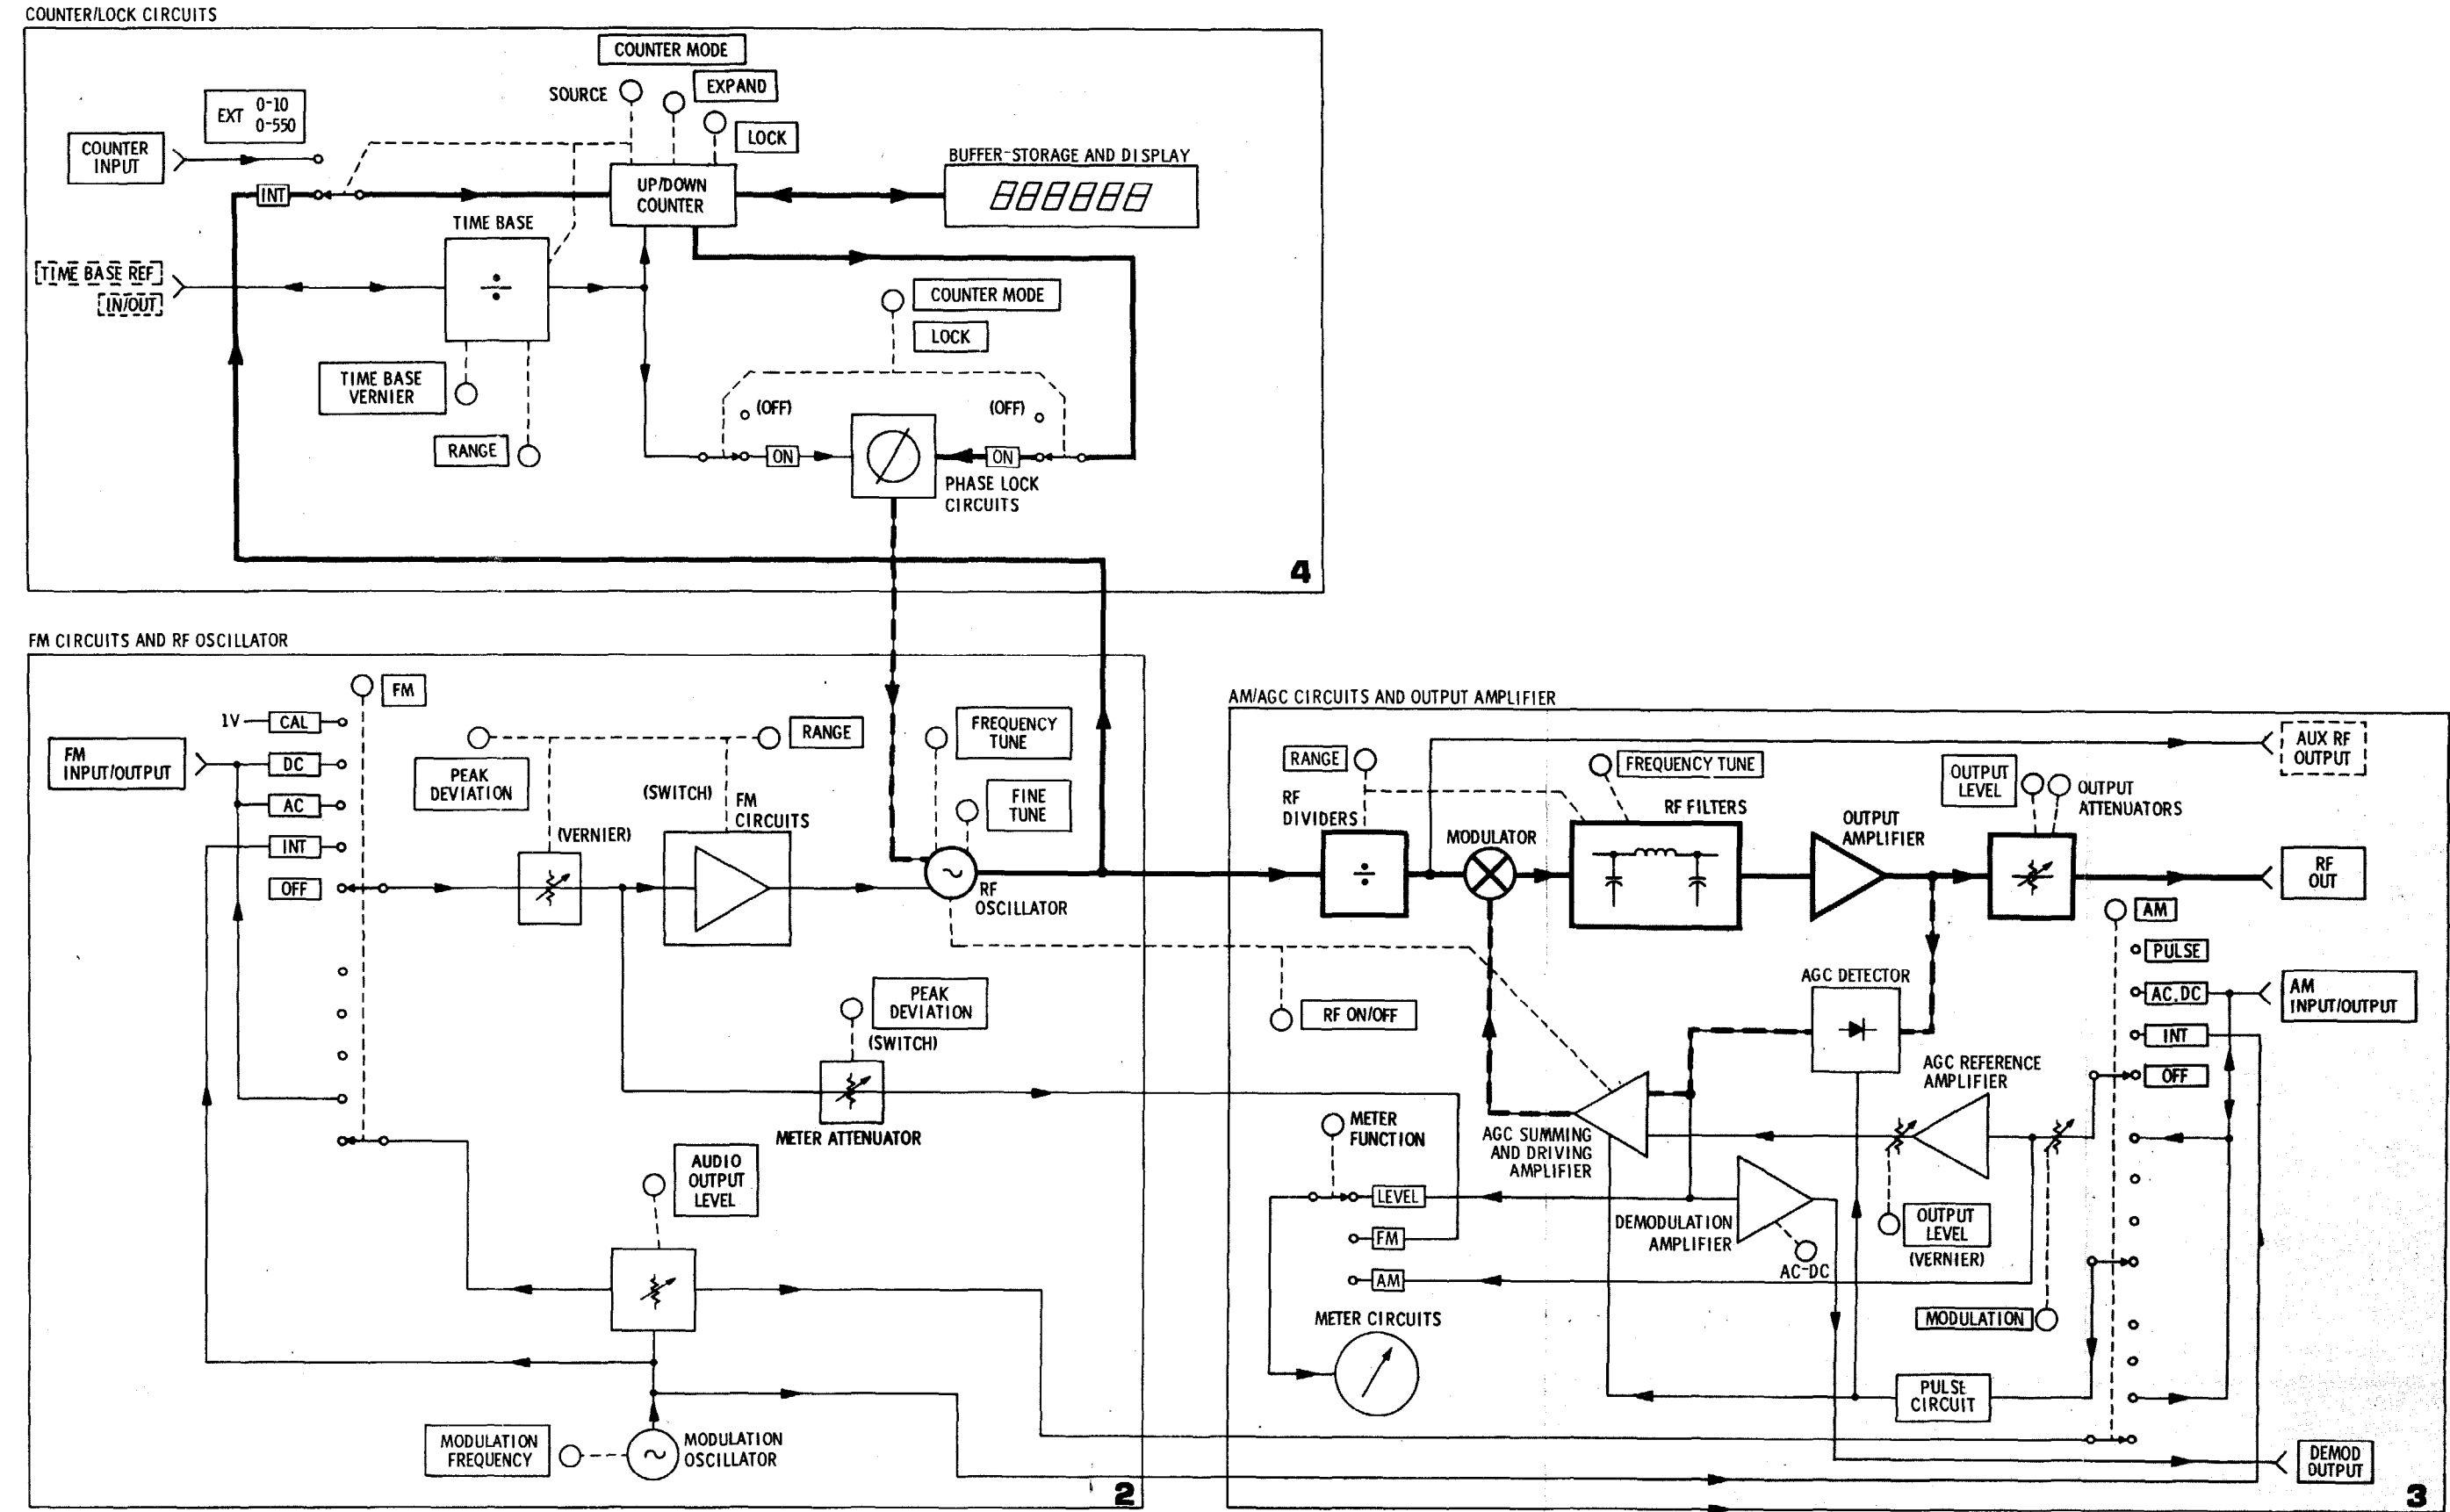 COUNTER/LOCK CIRCUITS
COUNTER MODE
SOURCE
EXPAND
LOCK
EXT 0-10
0-550
COUNTER
INPUT
INT
UP/DOWN
COUNTER
BUFFER-STORAGE AND DISPLAY
888888
TIME BASE
÷
TIME BASE REF
IN/OUT
TIME BASE
VERNIER
RANGE
COUNTER MODE
LOCK
(OFF)
(OFF)
ON
ON
PHASE LOCK
CIRCUITS
4
FM CIRCUITS AND RF OSCILLATOR
FM
1V
CAL
FM
INPUT/OUTPUT
DC
AC
INT
OFF
PEAK
DEVIATION
RANGE
(SWITCH)
FM
CIRCUITS
(VERNIER)
FREQUENCY
TUNE
FINE
TUNE
RF
OSCILLATOR
PEAK
DEVIATION
(SWITCH)
METER ATTENUATOR
AUDIO
OUTPUT
LEVEL
MODULATION
FREQUENCY
MODULATION
OSCILLATOR
2
AM/AGC CIRCUITS AND OUTPUT AMPLIFIER
RANGE
RF
DIVIDERS
÷
MODULATOR
FREQUENCY TUNE
RF FILTERS
OUTPUT
AMPLIFIER
OUTPUT
LEVEL
OUTPUT
ATTENUATORS
AUX RF
OUTPUT
RF
OUT
AM
PULSE
AC,DC
AM
INPUT/OUTPUT
INT
OFF
RF ON/OFF
AGC DETECTOR
AGC REFERENCE
AMPLIFIER
METER
FUNCTION
AGC SUMMING
AND DRIVING
AMPLIFIER
LEVEL
FM
AM
DEMODULATION
AMPLIFIER
AC-DC
OUTPUT
LEVEL
(VERNIER)
MODULATION
METER CIRCUITS
PULSE
CIRCUIT
DEMOD
OUTPUT
3